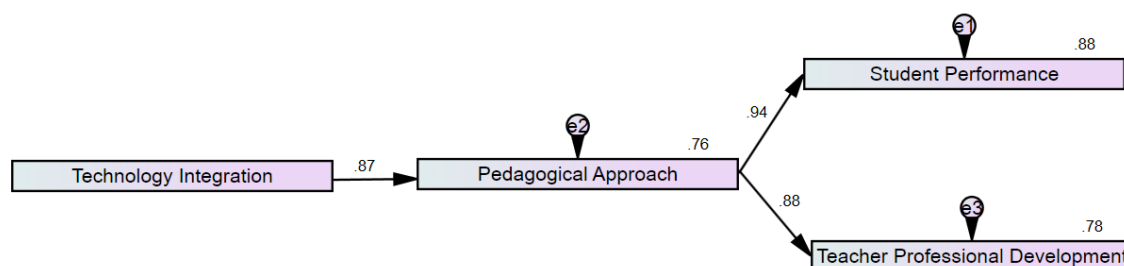 e1
.88
Student Performance
.94
e2
.76
.87
Technology Integration
Pedagogical Approach
.88
e3
.78
Teacher Professional Development